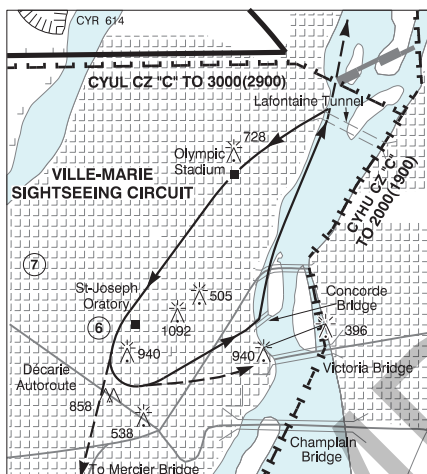 CYR 614
CYUL CZ "C" TO 3000(2900)
Lafontaine Tunnel
728
Olympic
Stadium
VILLE-MARIE
SIGHTSEEING CIRCUIT
CYHU CZ "C"
TO 2000(1900)
7
St-Joseph
Oratory
505
6
1092
Concorde
Bridge
396
940
940
Décarie
Autoroute
Victoria Bridge
858
538
Champlain
Bridge
To Mercier Bridge